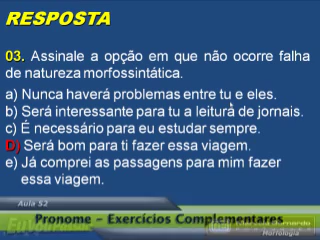 RESPOSTA
03. Assinale a opção em que não ocorre falha
de natureza morfossintática.
a) Nunca haverá problemas entre tu e eles.
b) Será interessante para tu a leitura de jornais.
c) É necessário para eu estudar sempre.
D) Será bom para ti fazer essa viagem.
e) Já comprei as passagens para mim fazer
essa viagem.
Aula 52
Pronome – Exercícios Complementares
Morfologia